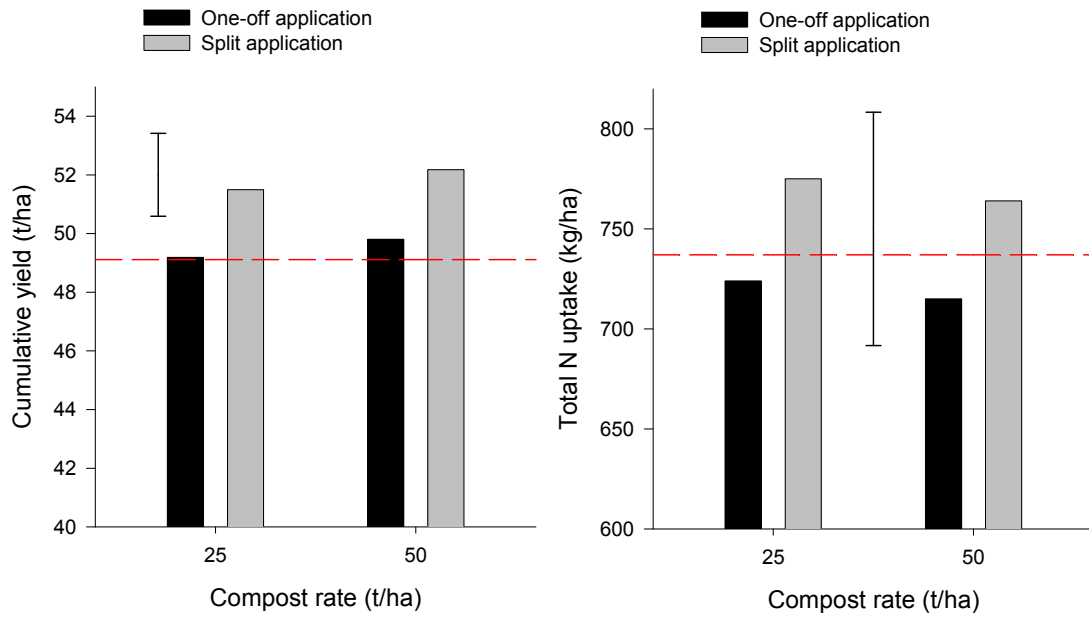 One-off application
Split application
Cumulative yield (t/ha)
54
52
50
48
46
44
42
40
25
50
Compost rate (t/ha)
One-off application
Split application
Total N uptake (kg/ha)
800
750
700
650
600
25
50
Compost rate (t/ha)